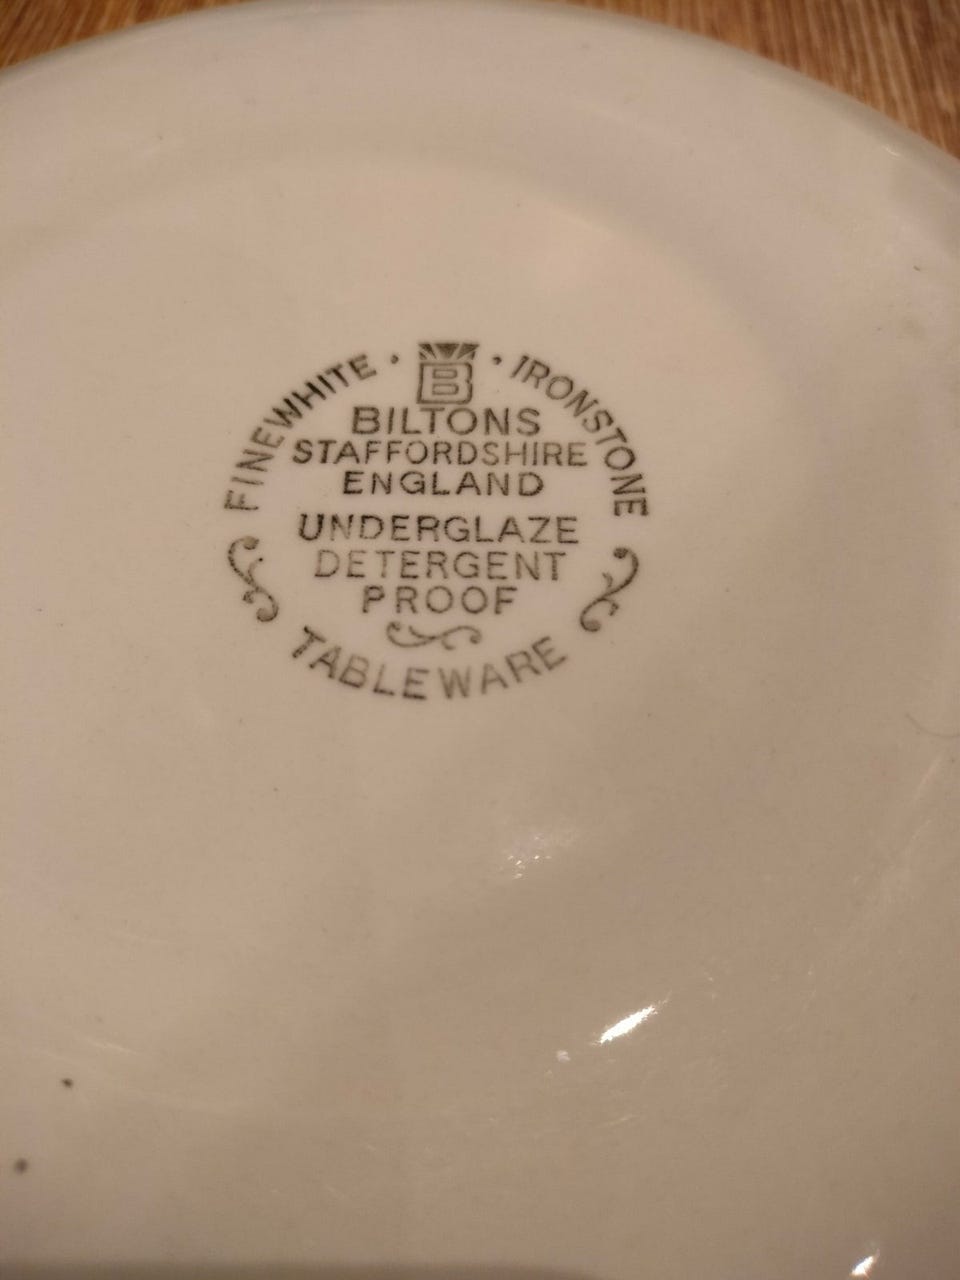 FINEWHITE · · IRONSTONE
B
BILTONS
STAFFORDSHIRE
ENGLAND
UNDERGLAZE
DETERGENT
PROOF
TABLEWARE